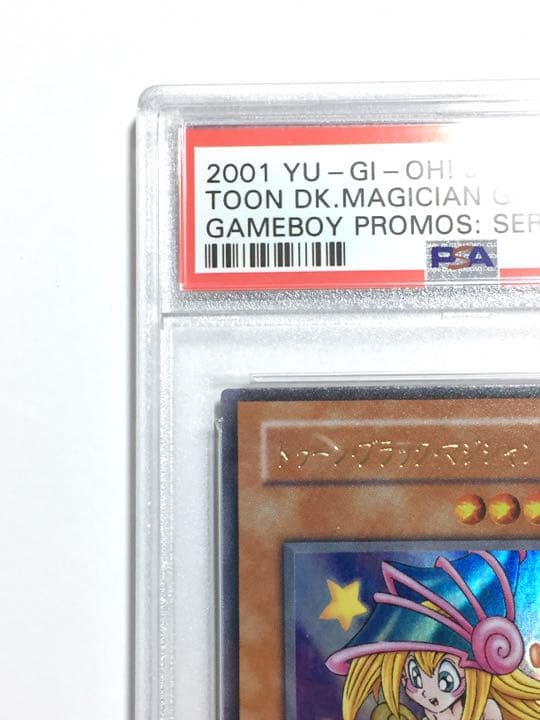 2001 YU-GI-OH!
TOON DK.MAGICIAN
GAMEBOY PROMOS: SER
PSA
トゥーン・ブラック・マジシャン